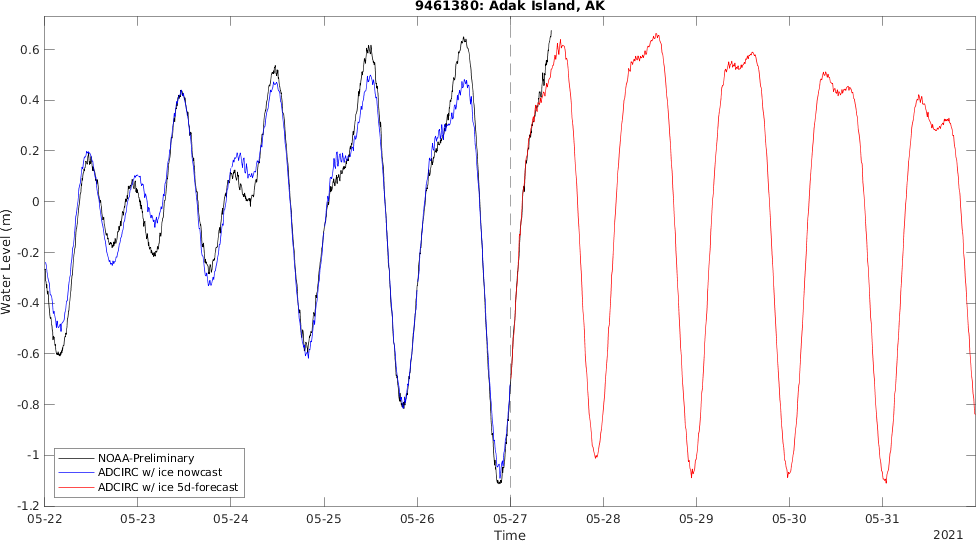 9461380: Adak Island, AK
0.6
0.4
0.2
0
-0.2
-0.4
-0.6
-0.8
-1
-1.2
Water Level (m)
NOAA-Preliminary
ADCIRC w/ ice nowcast
ADCIRC w/ ice 5d-forecast
05-22 05-23 05-24 05-25 05-26 05-27 05-28 05-29 05-30 05-31
Time
2021